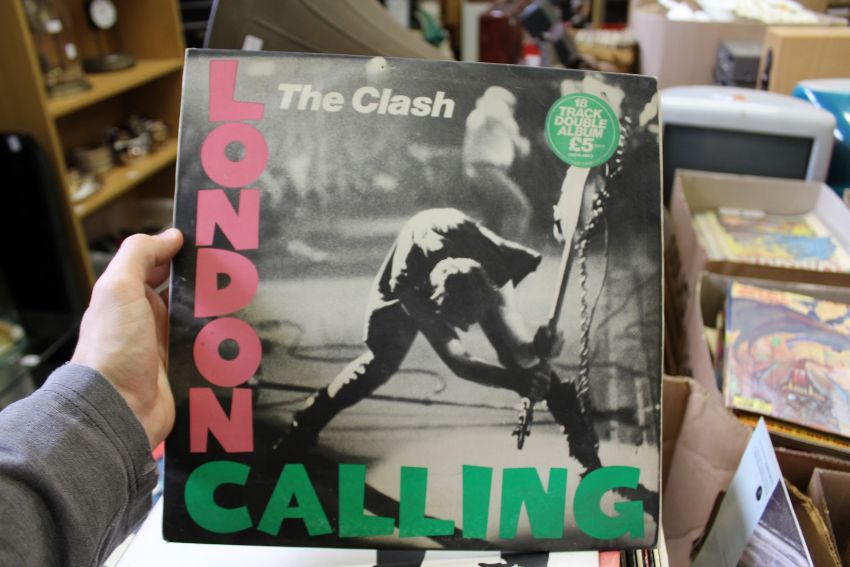 The Clash
LONDON
CALLING
18
TRACK
DOUBLE
ALBUM
£5